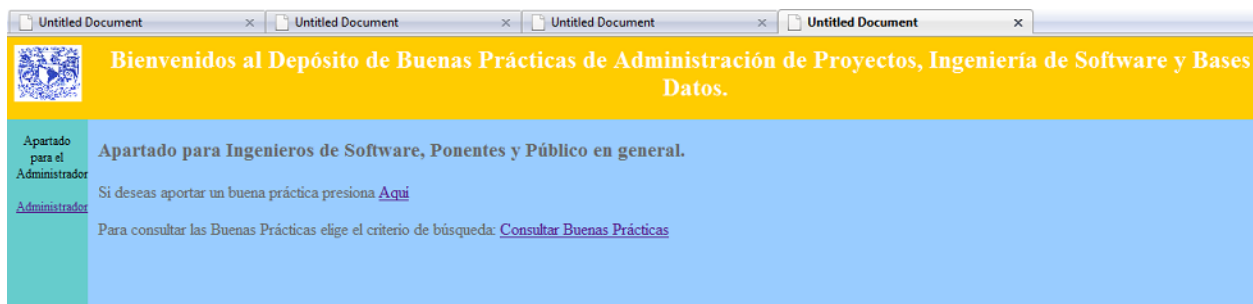 Untitled Document
Untitled Document
Untitled Document
Untitled Document
Bienvenidos al Depósito de Buenas Prácticas de Administración de Proyectos, Ingeniería de Software y Bases
Datos.
Apartado
para el
Administrador
Administrador
Apartado para Ingenieros de Software, Ponentes y Público en general.
Si deseas aportar un buena práctica presiona Aquí
Para consultar las Buenas Prácticas elige el criterio de búsqueda: Consultar Buenas Prácticas